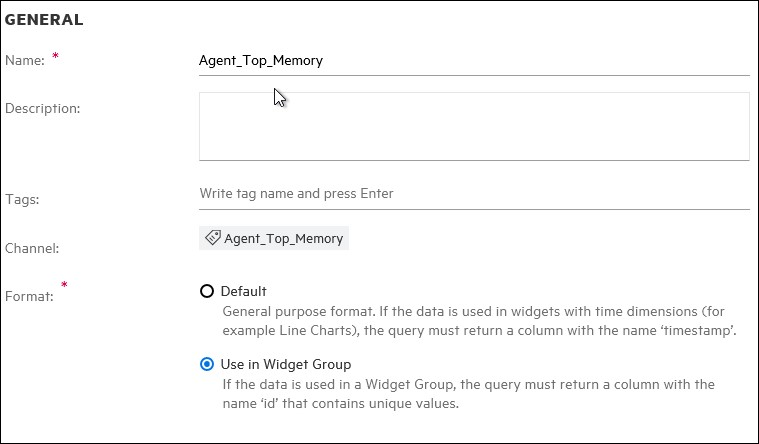 GENERAL
Name: *
Agent_Top_Memory
Description:
Tags:
Write tag name and press Enter
Channel:
Agent_Top_Memory
Format: *
Default
General purpose format. If the data is used in widgets with time dimensions (for
example Line Charts), the query must return a column with the name ‘timestamp’.
Use in Widget Group
If the data is used in a Widget Group, the query must return a column with the
name ‘id’ that contains unique values.